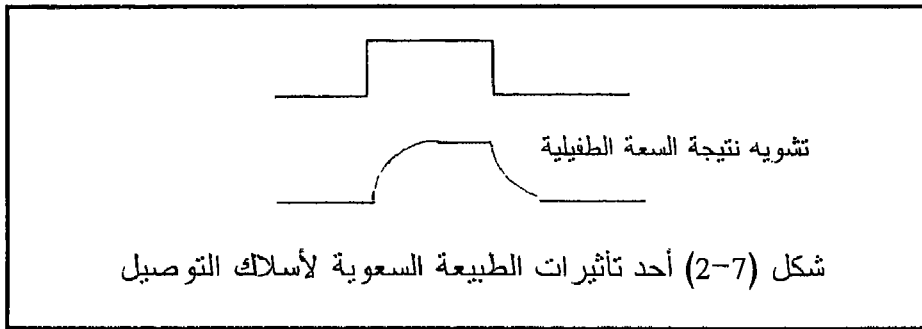 تشويه نتيجة السعة الطفيلية
شكل (7-2) أحد تأثيرات الطبيعة السعوية لأسلاك التوصيل